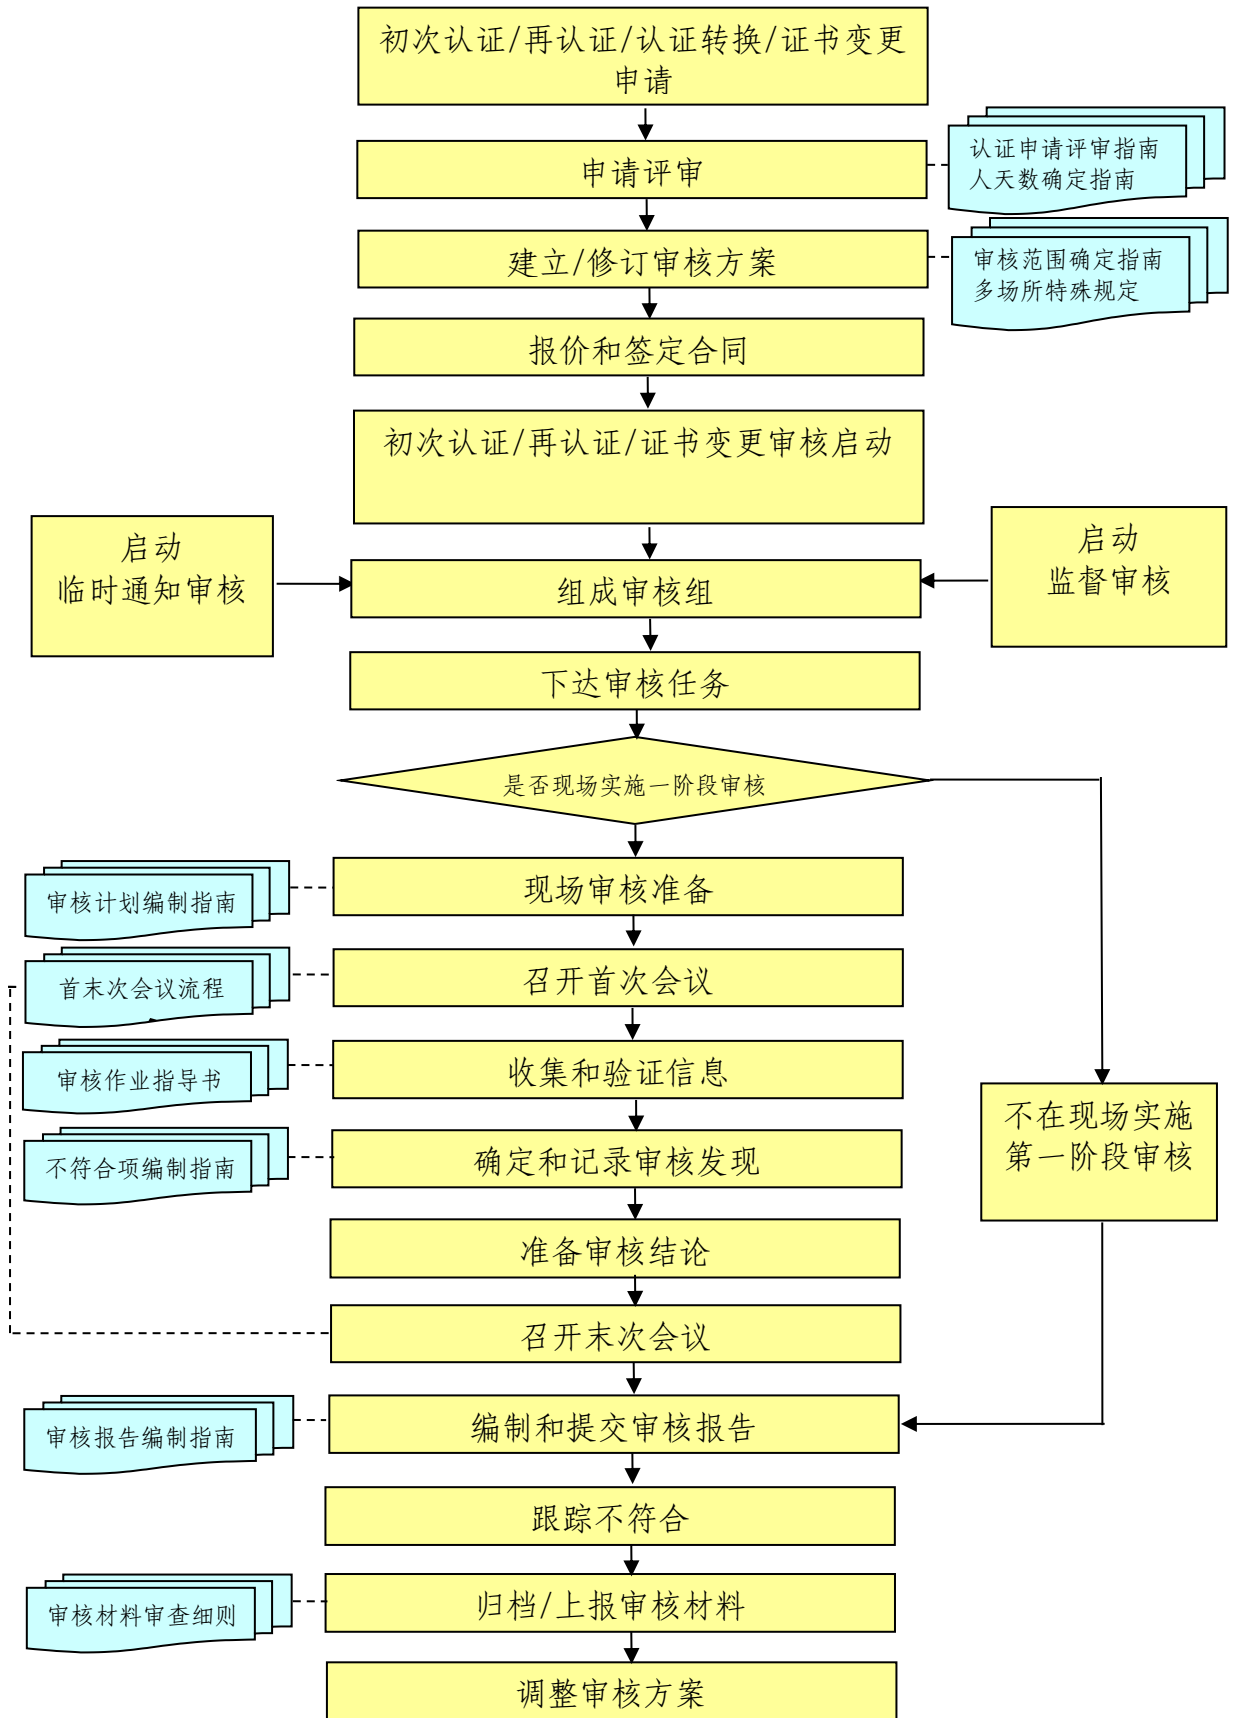 初次认证/再认证/认证转换/证书变更
申请
申请评审
认证申请评审指南
人天数确定指南
建立/修订审核方案
审核范围确定指南
多场所特殊规定
报价和签定合同
初次认证/再认证/证书变更审核启动
启动
临时通知审核
启动
监督审核
组成审核组
下达审核任务
是否现场实施一阶段审核
审核计划编制指南
现场审核准备
首末次会议流程
召开首次会议
审核作业指导书
收集和验证信息
不在现场实施
第一阶段审核
不符合项编制指南
确定和记录审核发现
准备审核结论
召开末次会议
审核报告编制指南
编制和提交审核报告
跟踪不符合
审核材料审查细则
归档/上报审核材料
调整审核方案